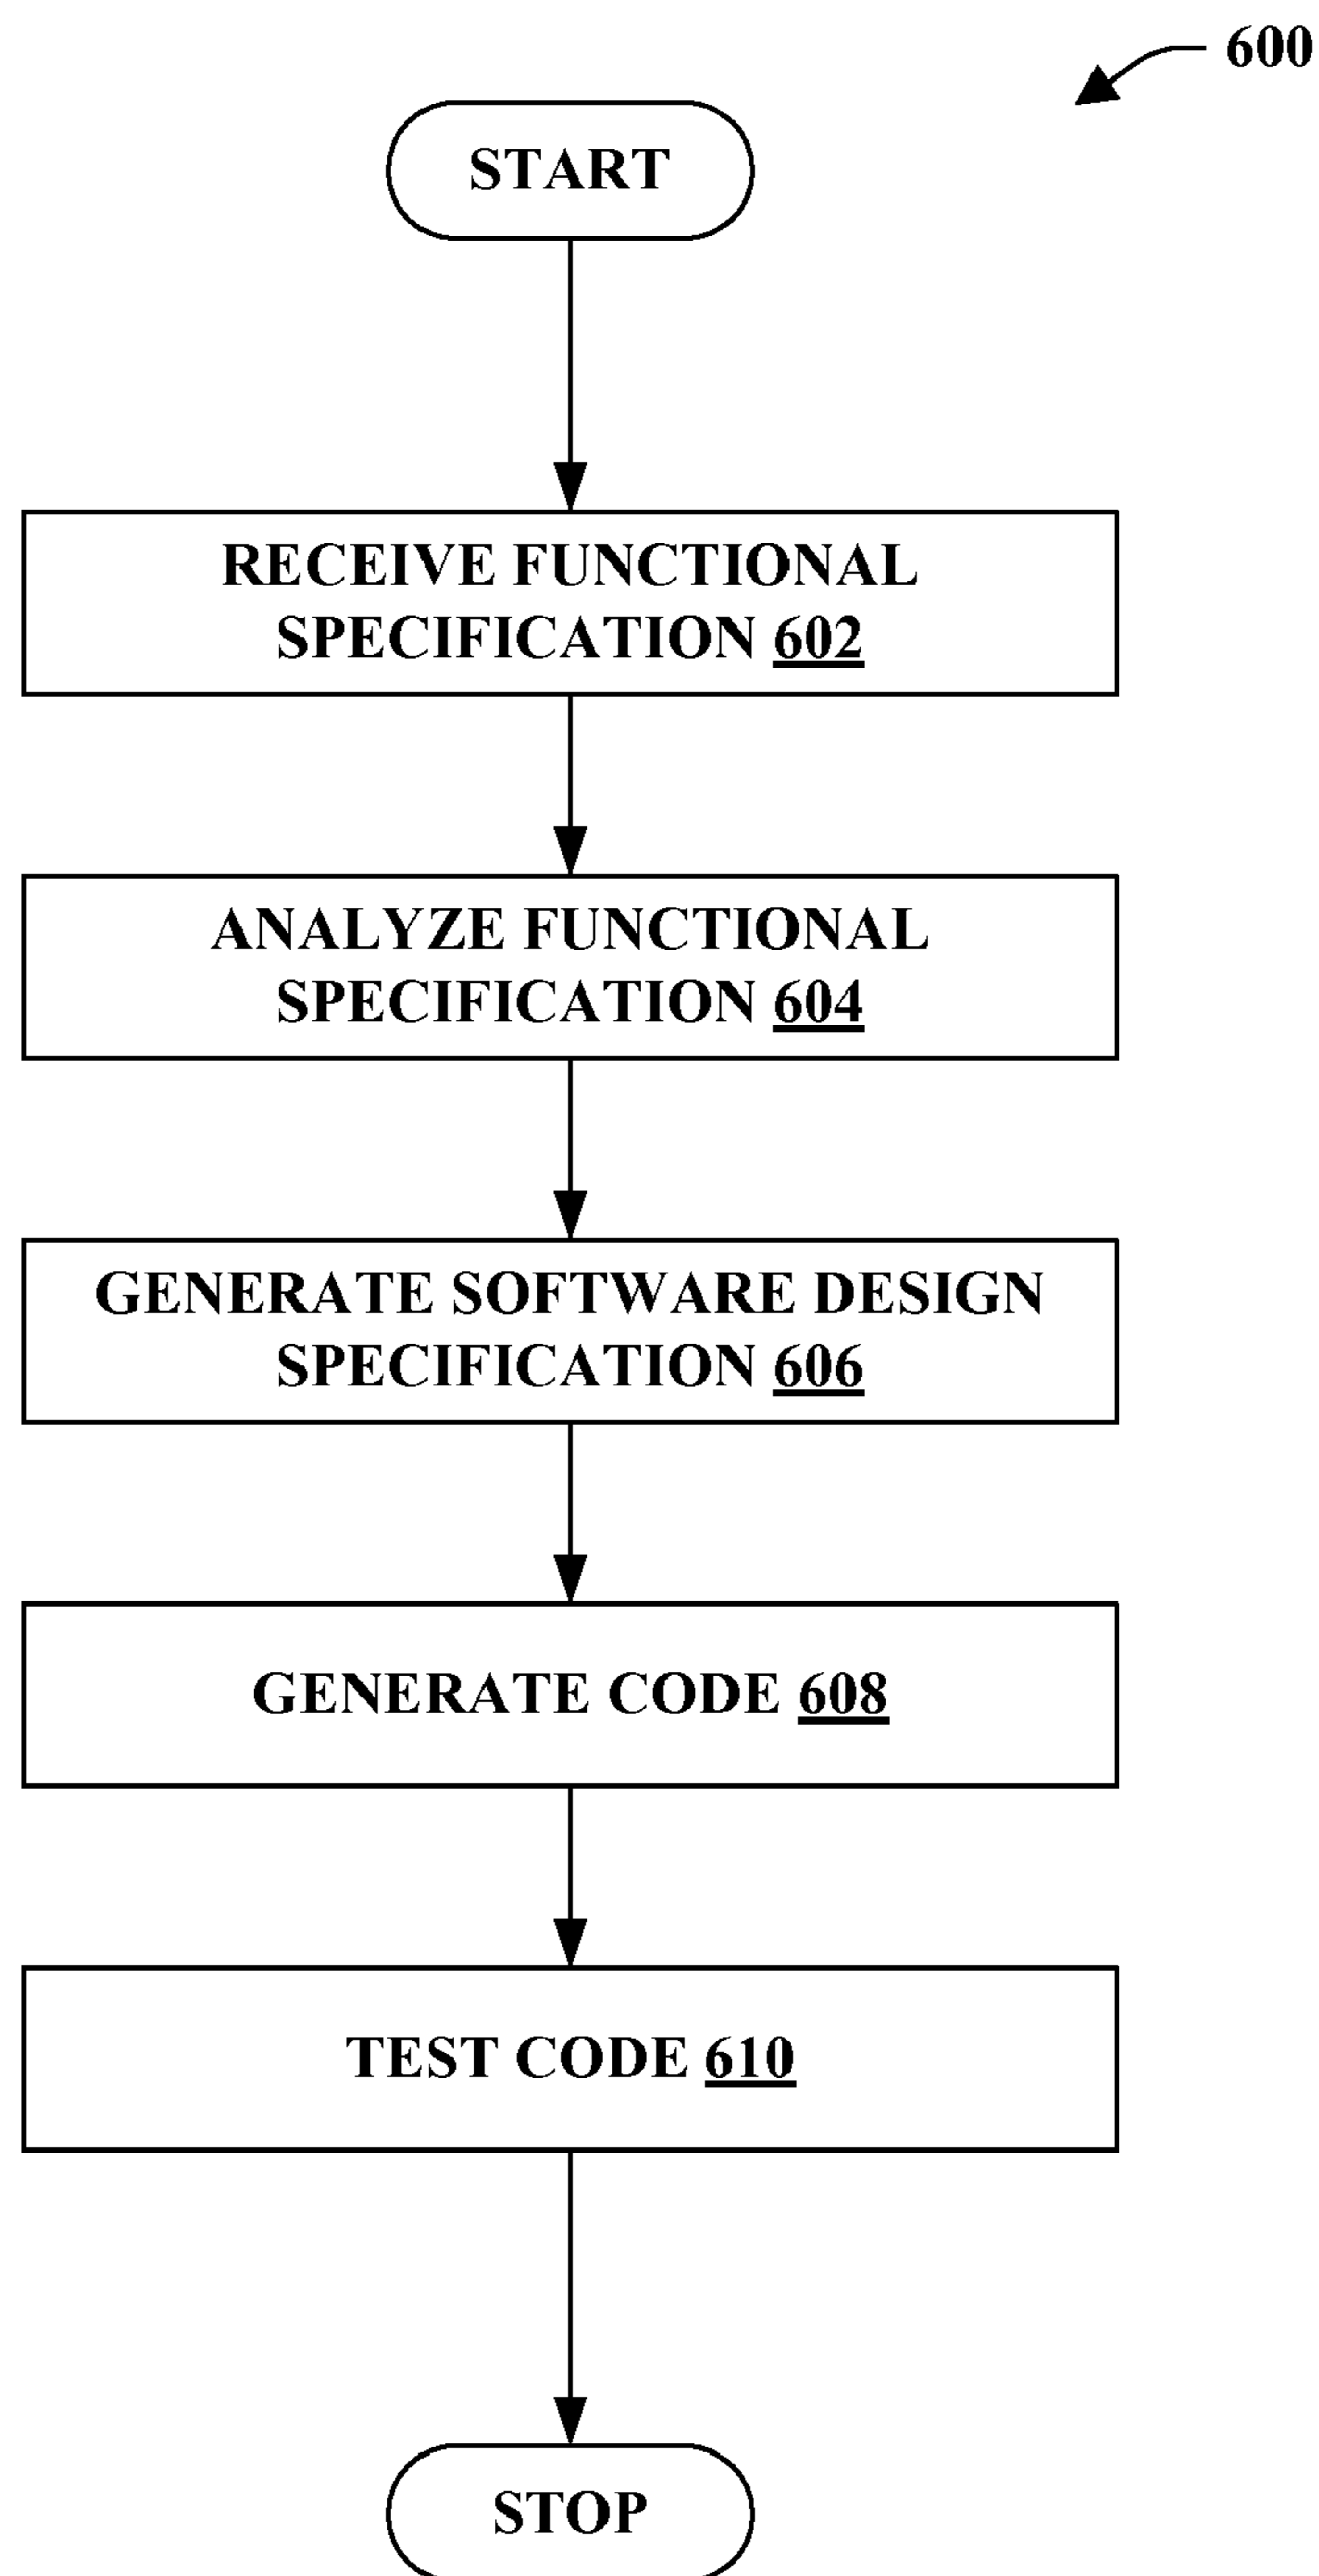 600
START
RECEIVE FUNCTIONAL
SPECIFICATION 602
ANALYZE FUNCTIONAL
SPECIFICATION 604
GENERATE SOFTWARE DESIGN
SPECIFICATION 606
GENERATE CODE 608
TEST CODE 610
STOP